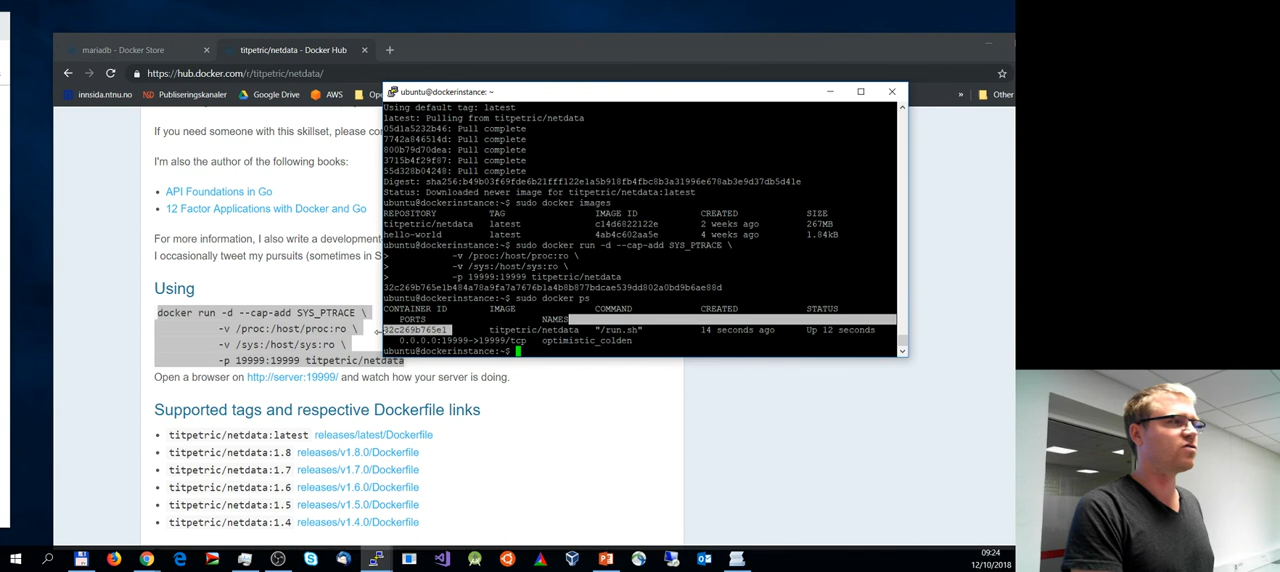 mariadb - Docker Store
titpetric/netdata - Docker Hub
https://hub.docker.com/r/titpetric/netdata/
innsida.ntnu.no
Publiseringskanaler
Google Drive
AWS
»
Other
If you need someone with this skillset, please
I'm also the author of the following books:
API Foundations in Go
12 Factor Applications with Docker and Go
For more information, I also write a
I occasionally tweet my pursuits (sometimes in
Using
docker run -d --cap-add SYS_PTRACE \
-v /proc:/host/proc:ro \
-v /sys:/host/sys:ro \
-p 19999:19999 titpetric/netdata
Open a browser on http://server:19999/ and watch how your server is doing.
Supported tags and respective Dockerfile links
titpetric/netdata:latest releases/latest/Dockerfile
titpetric/netdata:1.8 releases/v1.8.0/Dockerfile
titpetric/netdata:1.7 releases/v1.7.0/Dockerfile
titpetric/netdata:1.6 releases/v1.6.0/Dockerfile
titpetric/netdata:1.5 releases/v1.5.0/Dockerfile
titpetric/netdata:1.4 releases/v1.4.0/Dockerfile
ubuntu@dockerinstance: ~
Using default tag: latest
latest: Pulling from titpetric/netdata
05d1a5232b46: Pull complete
7742a846514d: Pull complete
800b79d70dea: Pull complete
3715b4f29f87: Pull complete
55d328b04248: Pull complete
Digest:
Status: Downloaded newer image for titpetric/netdata:latest
ubuntu@dockerinstance:~$ sudo docker images
REPOSITORY TAG IMAGE ID CREATED SIZE
titpetric/netdata latest c14d6822122e 2 weeks ago 267MB
hello-world latest 4ab4c602aa5e 4 weeks ago 1.84kB
ubuntu@dockerinstance:~$ sudo docker run -d --cap-add SYS_PTRACE \
> -v /proc:/host/proc:ro \
> -v /sys:/host/sys:ro \
> -p 19999:19999 titpetric/netdata
ubuntu@dockerinstance:~$ sudo docker ps
CONTAINER ID IMAGE COMMAND CREATED STATUS
PORTS NAMES
32c269b765e1 titpetric/netdata "/run.sh" 14 seconds ago Up 12 seconds
0.0.0.0:19999->19999/tcp optimistic_colden
ubuntu@dockerinstance:~$
09:24
12/10/2018